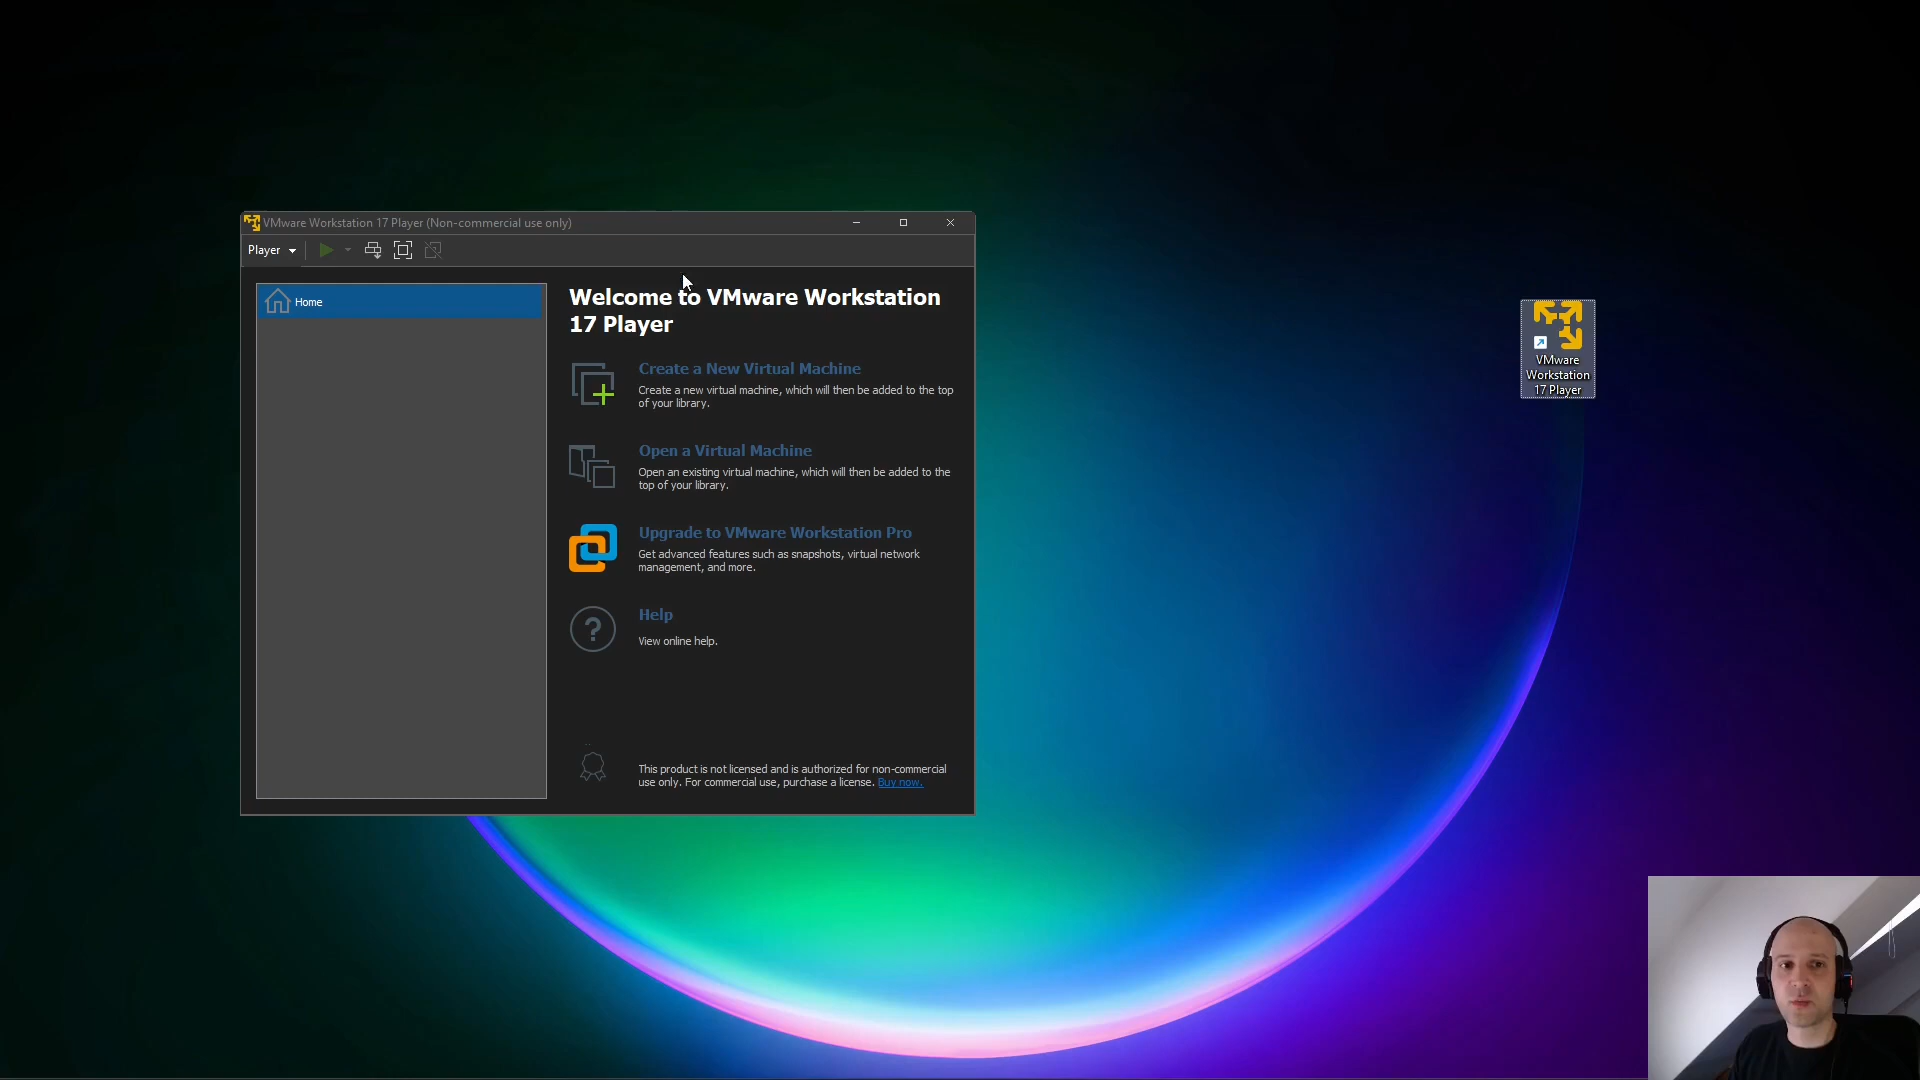 VMware Workstation 17 Player (Non-commercial use only)
Player
Home
Welcome to VMware Workstation
17 Player
Create a New Virtual Machine
Create a new virtual machine, which will then be added to the top
of your library.
Open a Virtual Machine
Open an existing virtual machine, which will then be added to the
top of your library.
Upgrade to VMware Workstation Pro
Get advanced features such as snapshots, virtual network
management, and more.
Help
View online help.
This product is not licensed and is authorized for non-commercial
use only. For commercial use, purchase a license. Buy now.
VMware
Workstation
17 Player